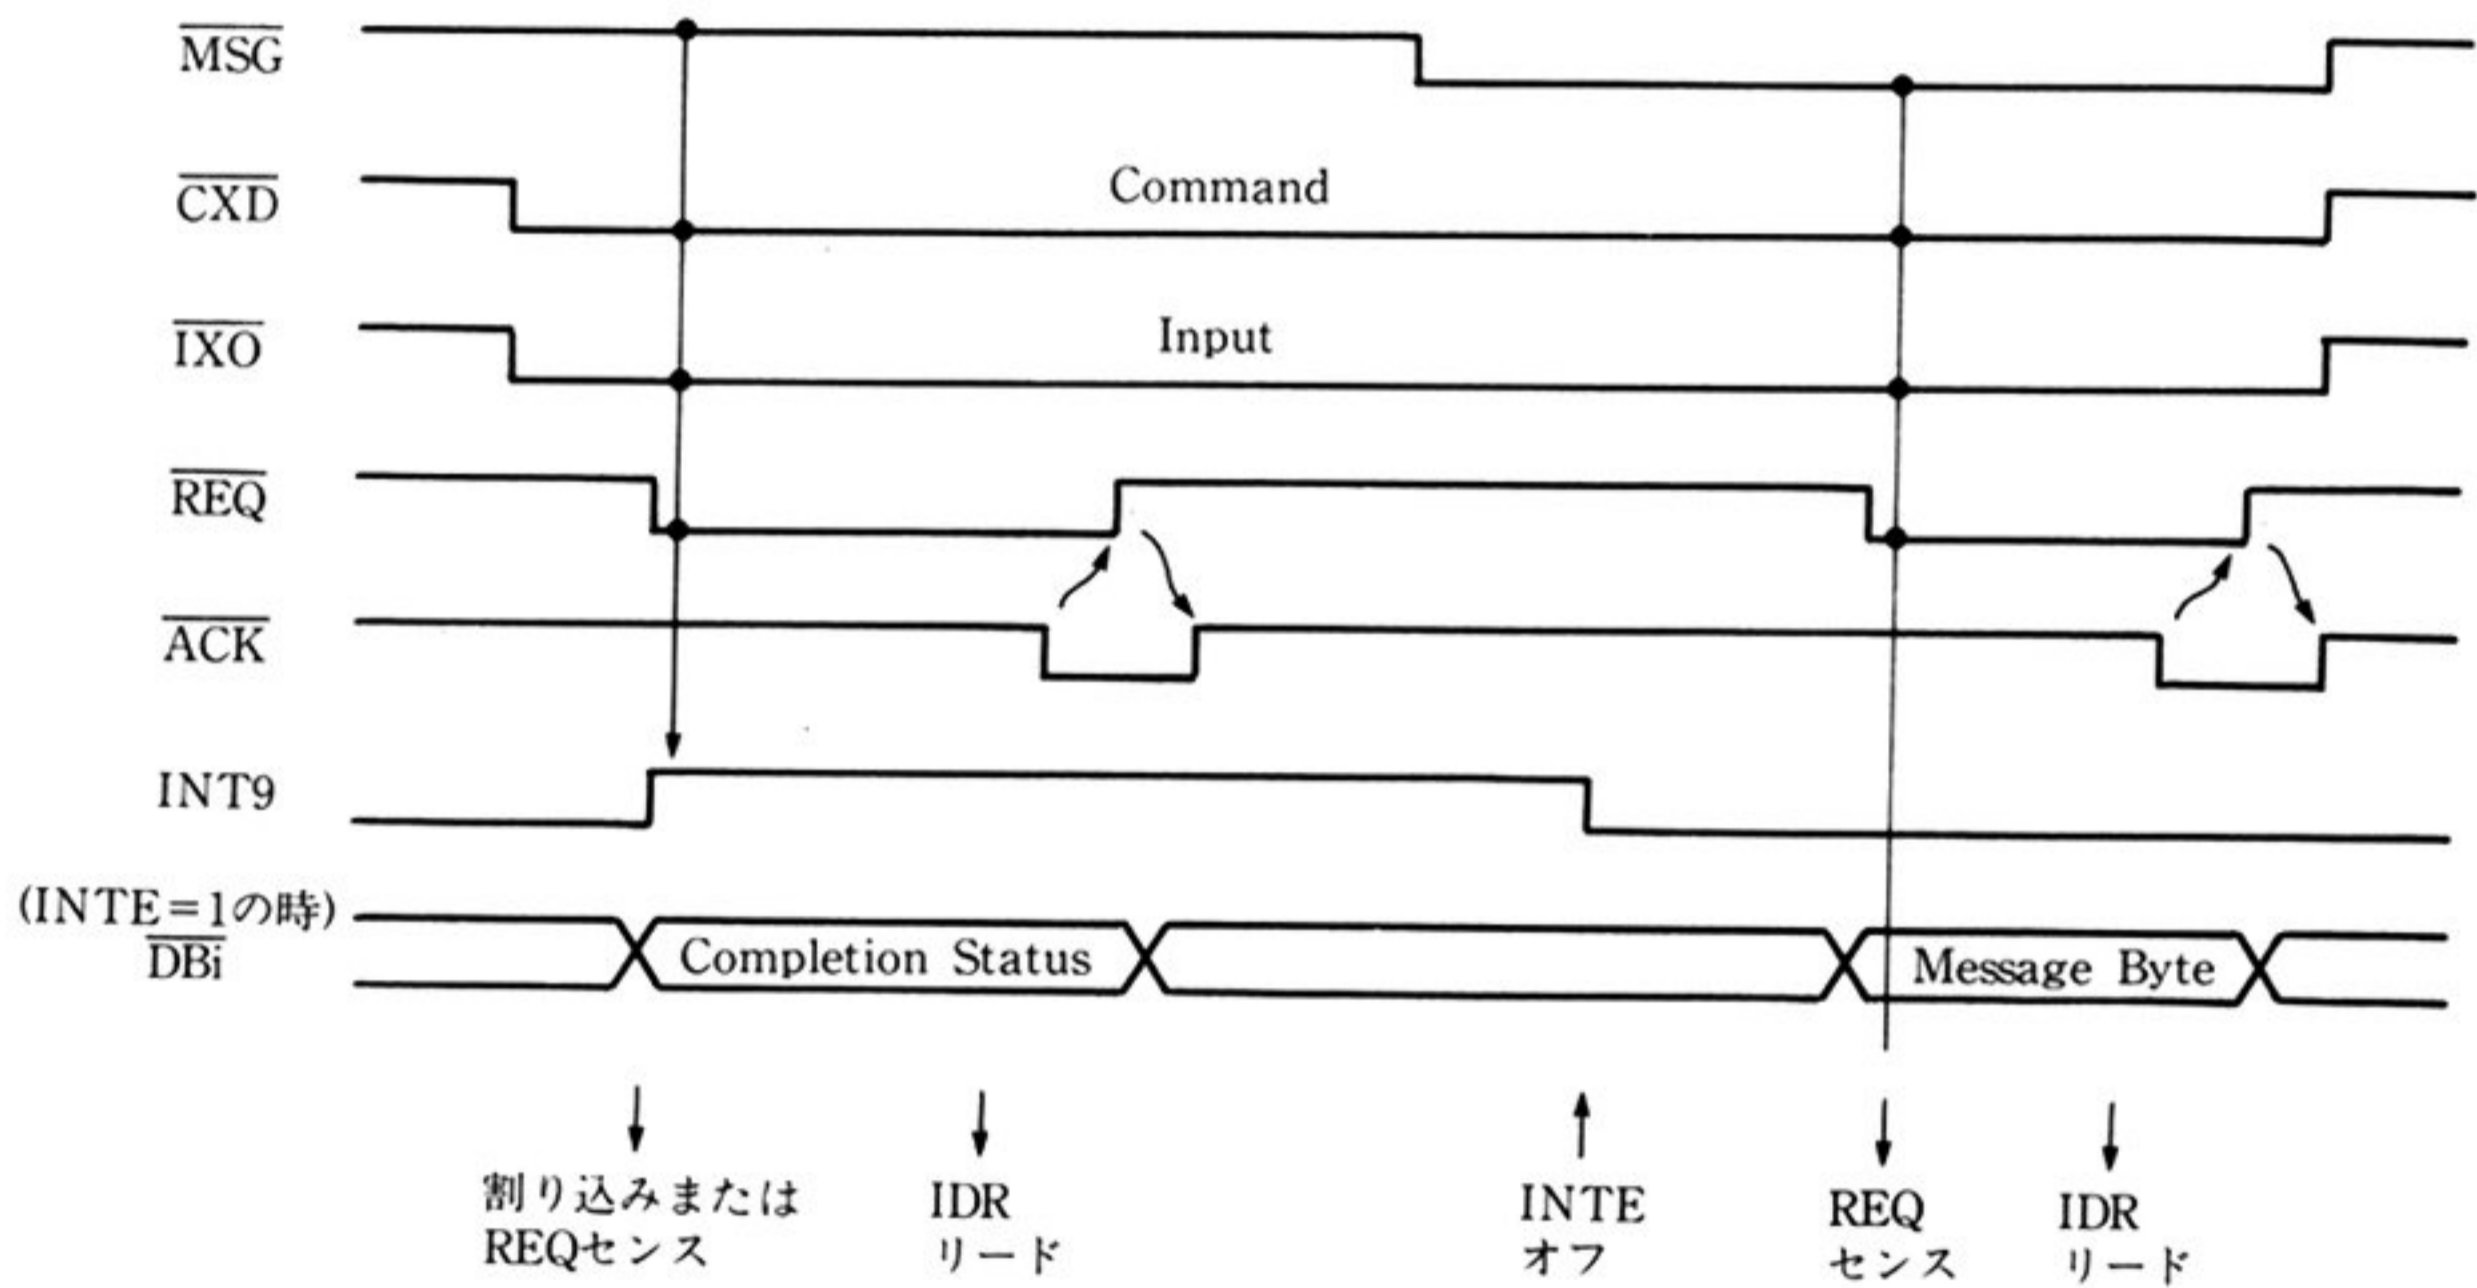 MSG
CXD
Command
IXO
Input
REQ
ACK
INT9
(INTE=1の時)
DBi
Completion Status
Message Byte
割り込みまたは
REQセンス
IDR
リード
INTE
オフ
REQ
センス
IDR
リード